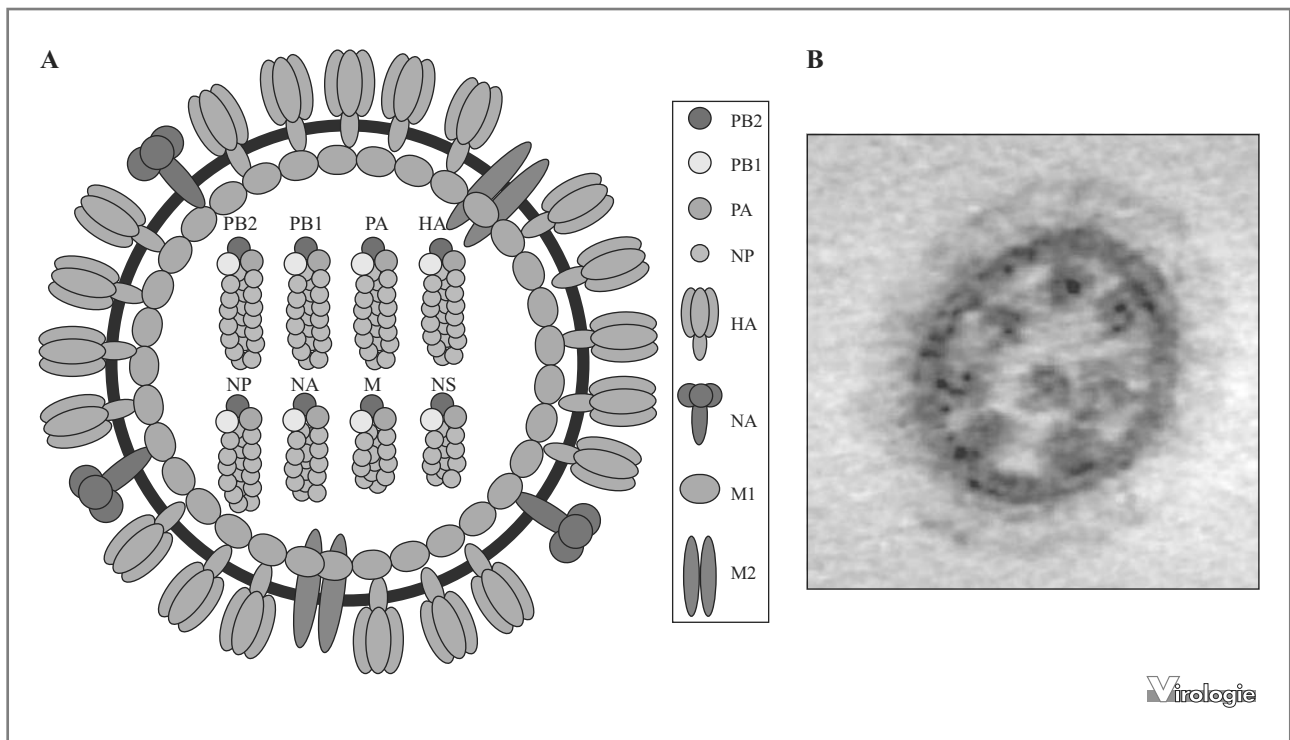 A
B
PB2 PB1 PA HA
NP NA M NS
PB2
PB1
PA
NP
HA
NA
M1
M2
Virologie